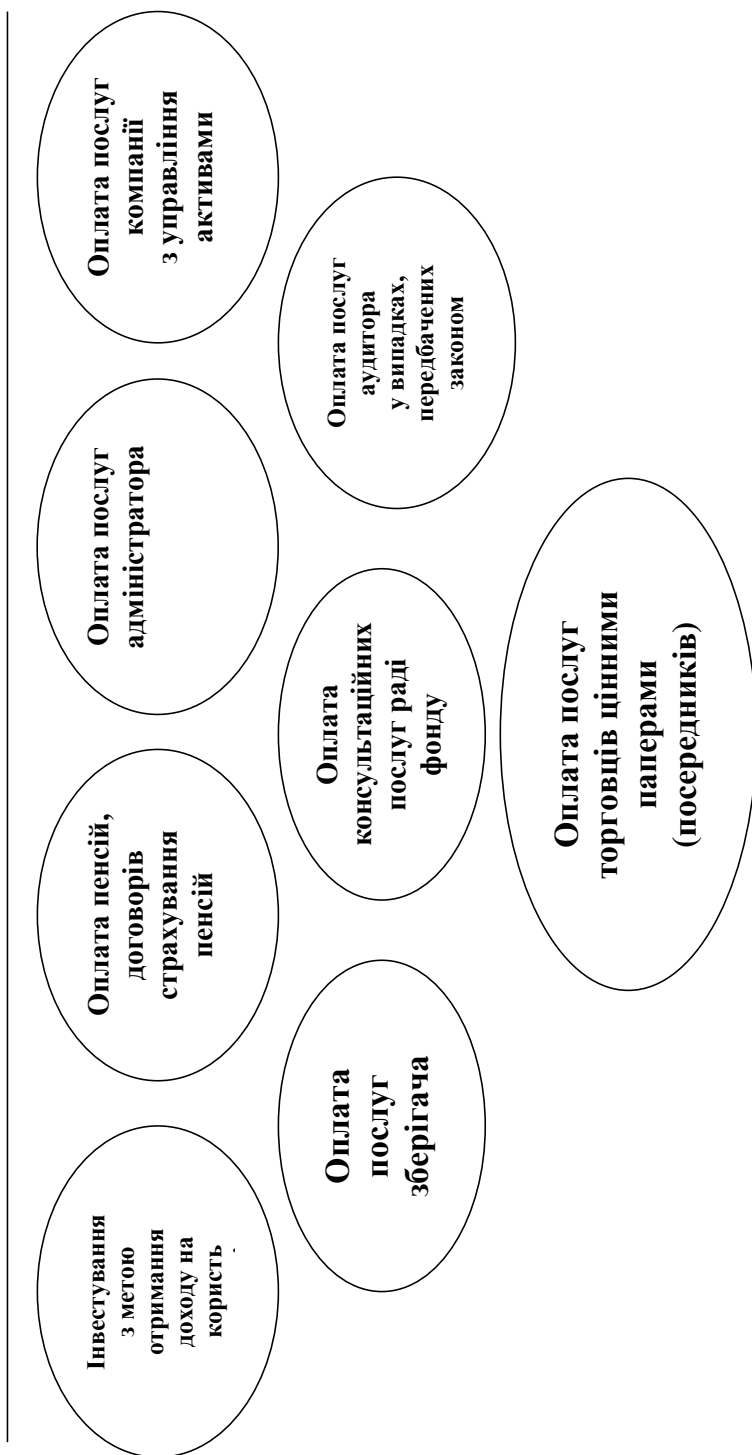 Інвестування
з метою
отримання
доходу на
користь
Оплата пенсій,
договорів
страхування
пенсій
Оплата послуг
адміністратора
Оплата послуг
компанії
з управління
активами
Оплата
послуг
зберігача
Оплата
консультаційних
послуг раді
фонду
Оплата послуг
аудитора
у випадках,
передбачених
законом
Оплата послуг
торговців цінними
паперами
(посередників)